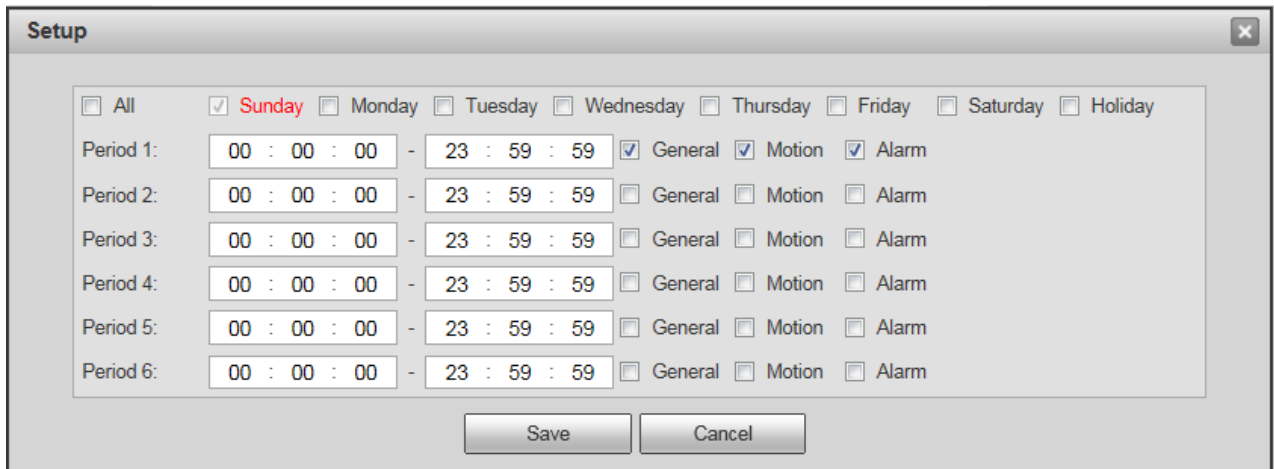 Setup
All Sunday Monday Tuesday Wednesday Thursday Friday Saturday Holiday
Period 1: 00 : 00 : 00 - 23 : 59 : 59 General Motion Alarm
Period 2: 00 : 00 : 00 - 23 : 59 : 59 General Motion Alarm
Period 3: 00 : 00 : 00 - 23 : 59 : 59 General Motion Alarm
Period 4: 00 : 00 : 00 - 23 : 59 : 59 General Motion Alarm
Period 5: 00 : 00 : 00 - 23 : 59 : 59 General Motion Alarm
Period 6: 00 : 00 : 00 - 23 : 59 : 59 General Motion Alarm
Save Cancel